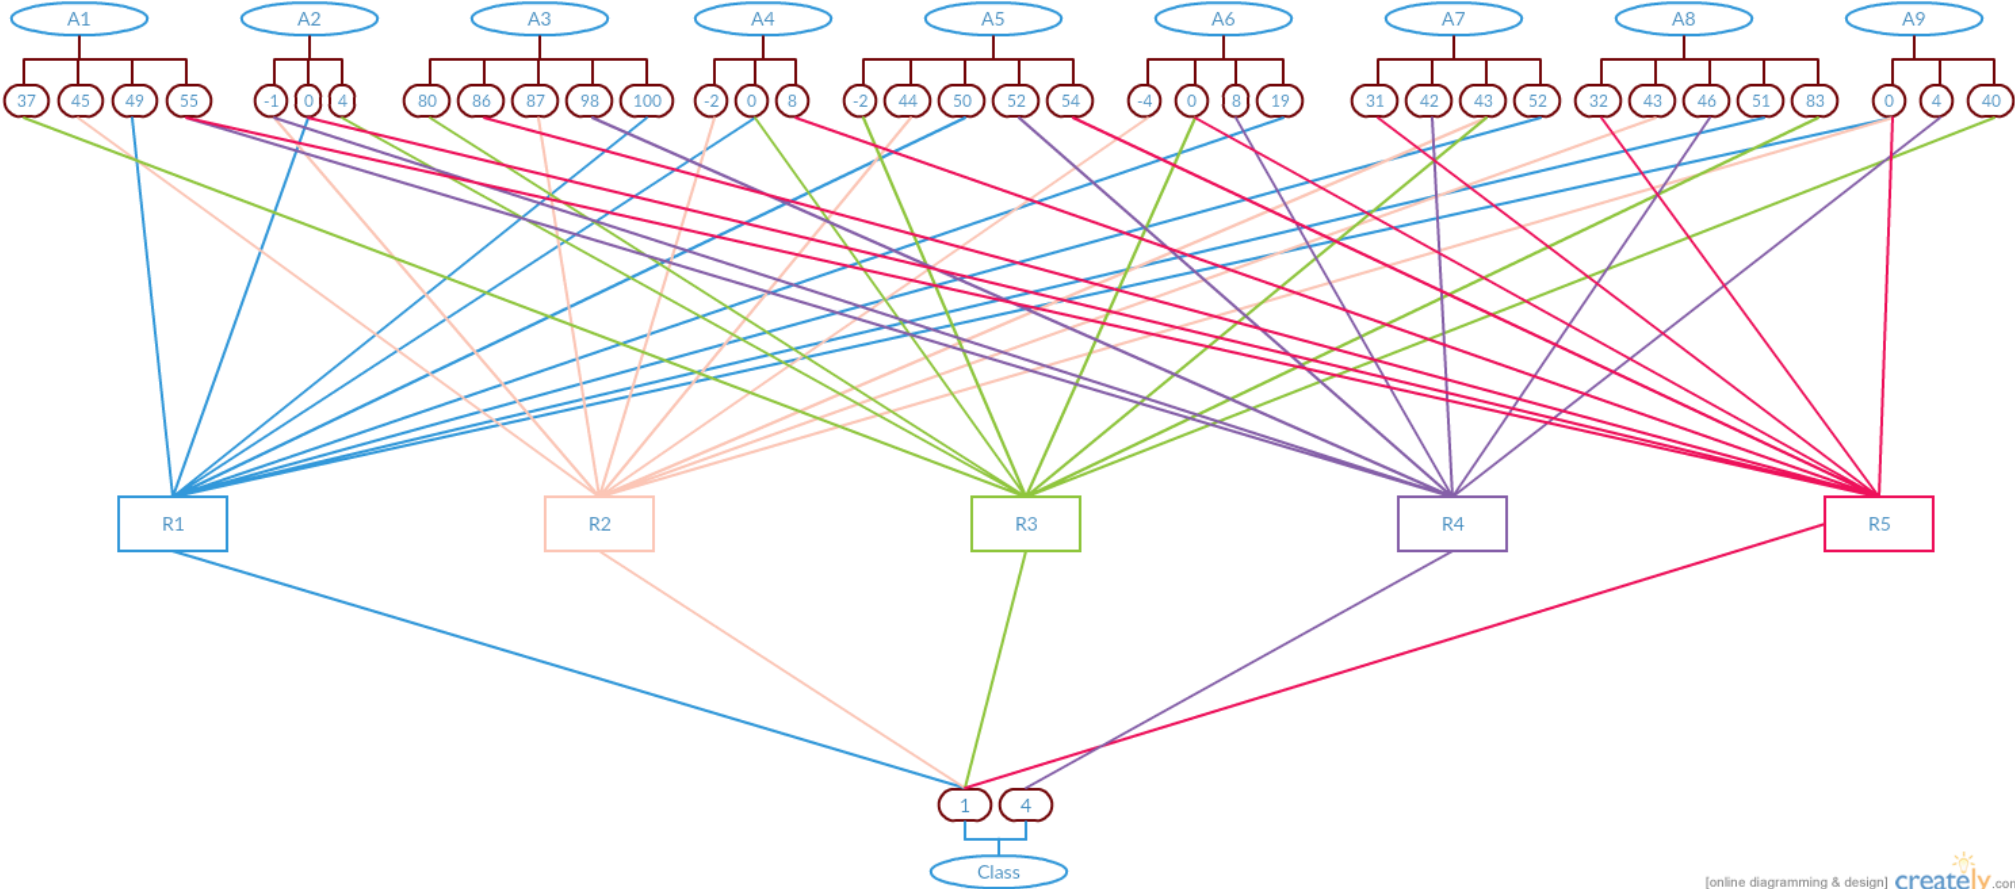 A1 A2 A3 A4 A5 A6 A7 A8 A9
37 45 49 55 -1 0 4 80 86 87 98 100 -2 0 8 -2 44 50 52 54 -4 0 8 19 31 42 43 52 32 43 46 51 83 0 4 40
R1 R2 R3 R4 R5
1 4
Class
[online diagramming & design] creately.com